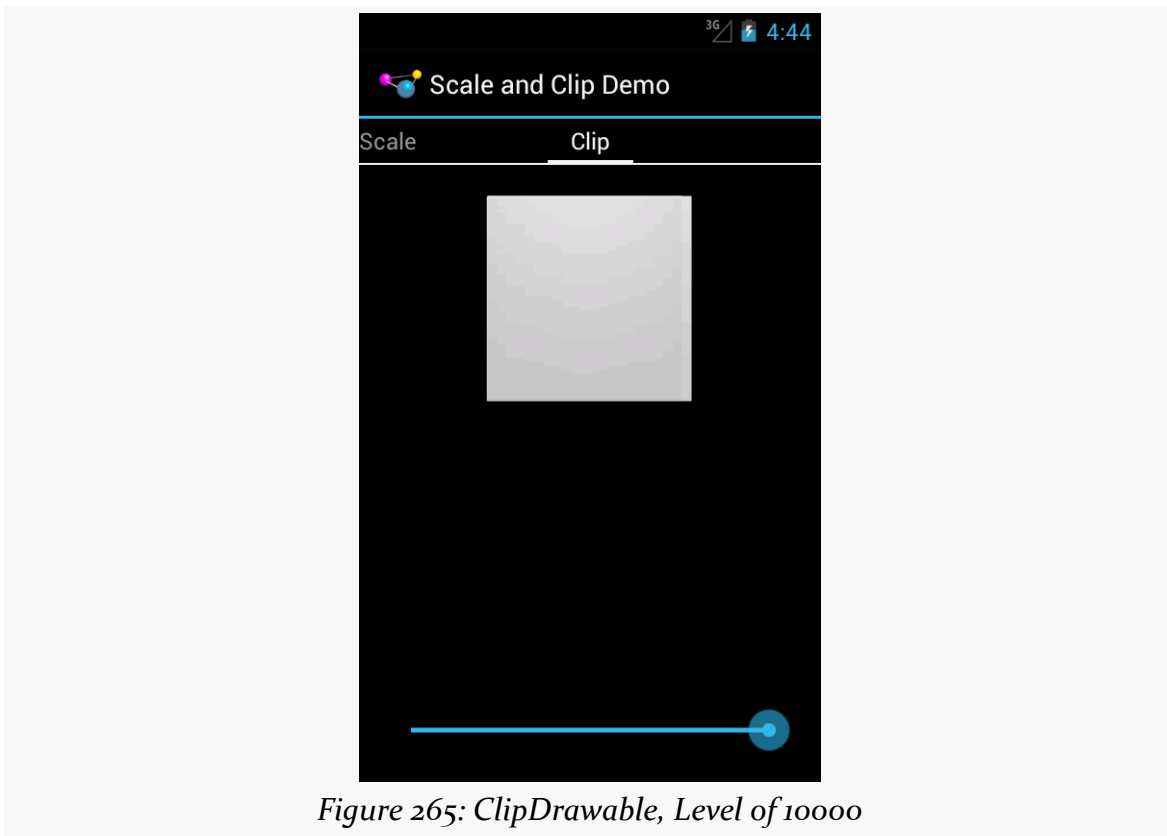 3G 4:44
Scale and Clip Demo
Scale Clip
Figure 265: ClipDrawable, Level of 10000